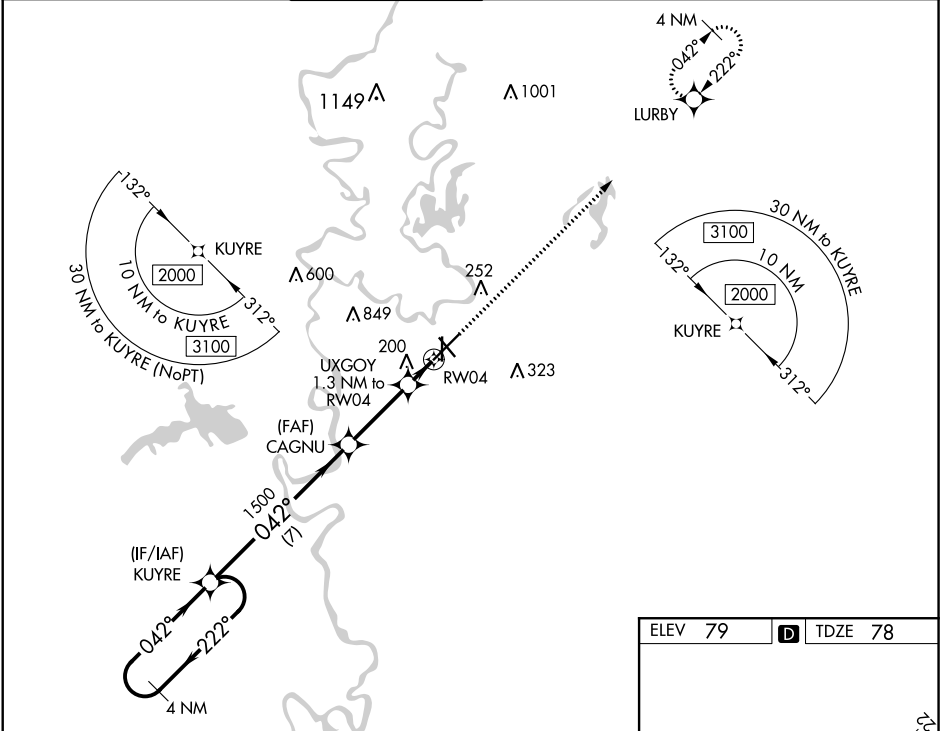 4 NM
042°
222°
LURBY
1149
1001
132°
KUYRE
10 NM to KUYRE
2000
312°
30 NM to KUYRE (NoPT)
3100
600
849
252
200
323
UXGOY
1.3 NM to
RW04
RW04
30 NM to KUYRE
3100
132°
10 NM
2000
KUYRE
312°
(FAF)
CAGNU
1500
042°
(7)
(IF/IAF)
KUYRE
042°
222°
4 NM
ELEV 79 D TDZE 78
22